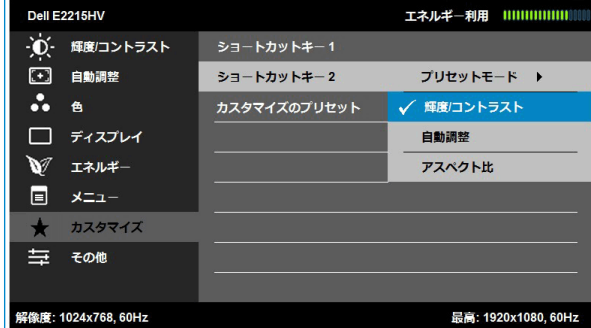 Dell E2215HV エネルギー利用
輝度/コントラスト ショートカットキー 1
自動調整 ショートカットキー 2 プリセットモード
色 カスタマイズのプリセット 輝度/コントラスト
ディスプレイ 自動調整
エネルギー アスペクト比
メニュー
カスタマイズ
その他
解像度: 1024x768, 60Hz 最高: 1920x1080, 60Hz